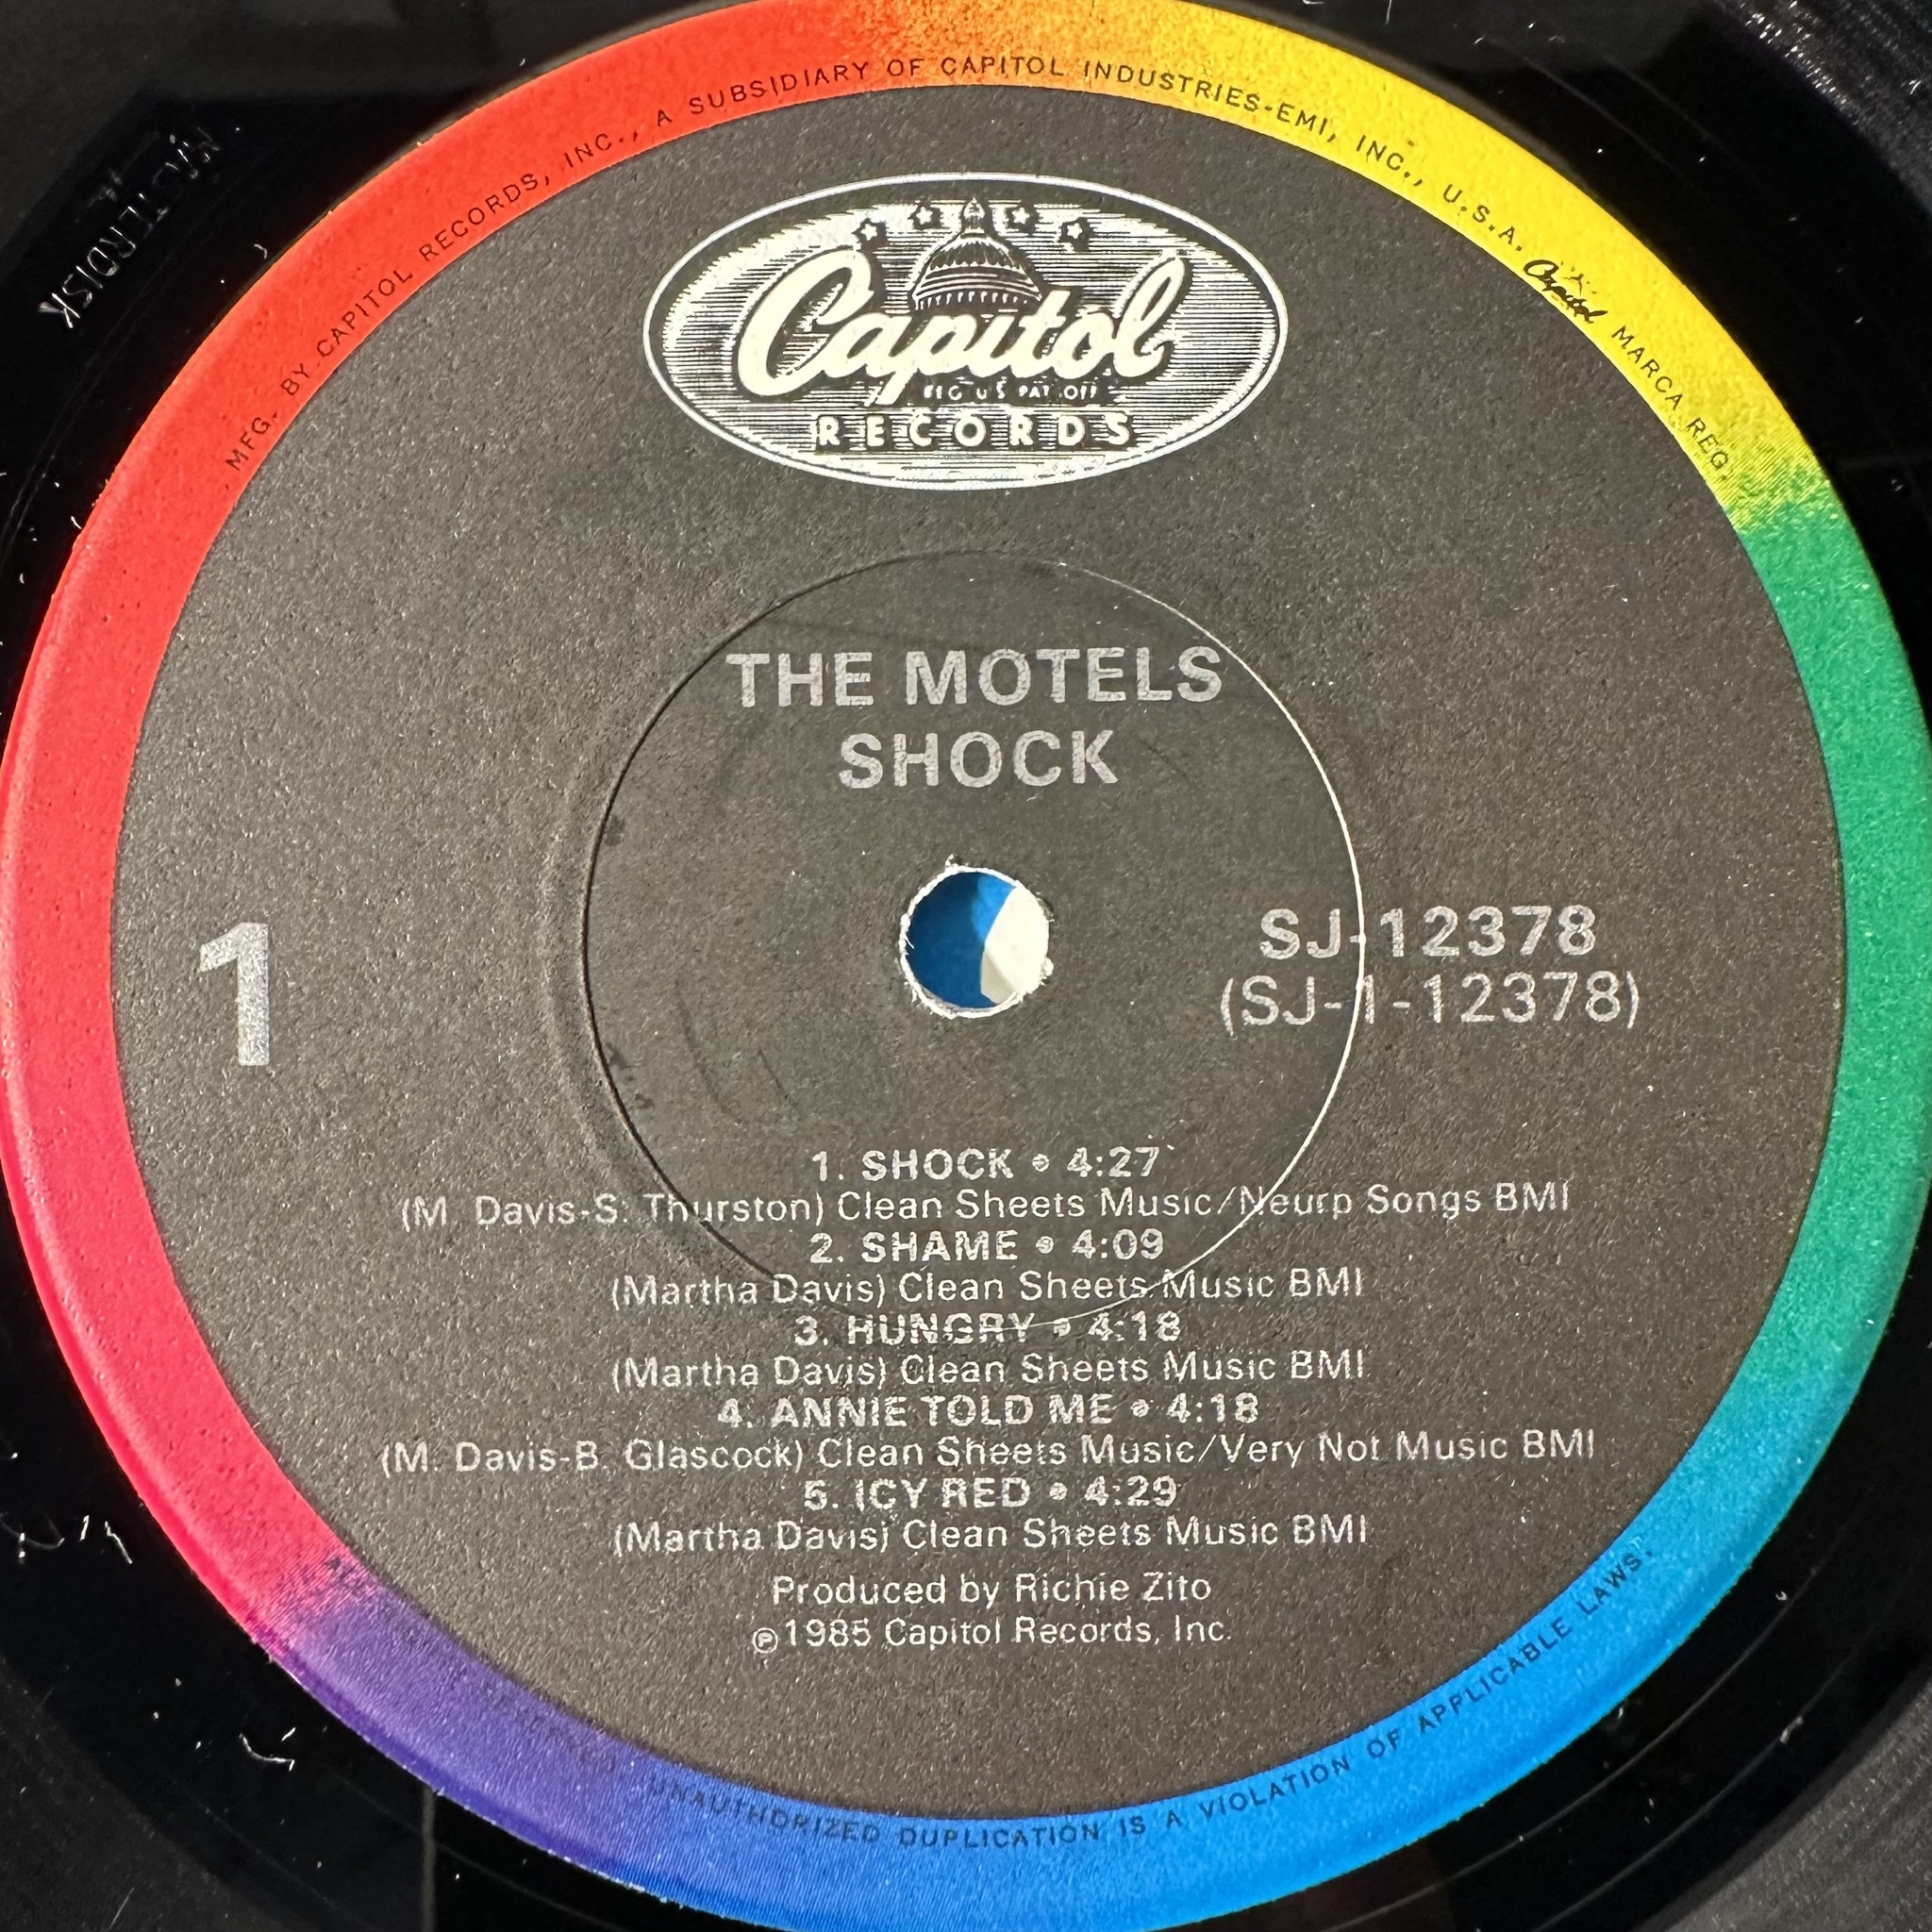 MASTERDISK
MFG. BY CAPITOL RECORDS, INC., A SUBSIDIARY OF CAPITOL INDUSTRIES-EMI, INC., U.S.A. Capitol MARCA REG.
Capitol
REG. U.S. PAT. OFF.
RECORDS
THE MOTELS
SHOCK
1
SJ-12378
(SJ-1-12378)
1. SHOCK • 4:27
(M. Davis-S. Thurston) Clean Sheets Music/Neurp Songs BMI
2. SHAME • 4:09
(Martha Davis) Clean Sheets Music BMI
3. HUNGRY • 4:18
(Martha Davis) Clean Sheets Music BMI
4. ANNIE TOLD ME • 4:18
(M. Davis-B. Glascock) Clean Sheets Music/Very Not Music BMI
5. ICY RED • 4:29
(Martha Davis) Clean Sheets Music BMI
Produced by Richie Zito
℗1985 Capitol Records, Inc.
UNAUTHORIZED DUPLICATION IS A VIOLATION OF APPLICABLE LAWS.